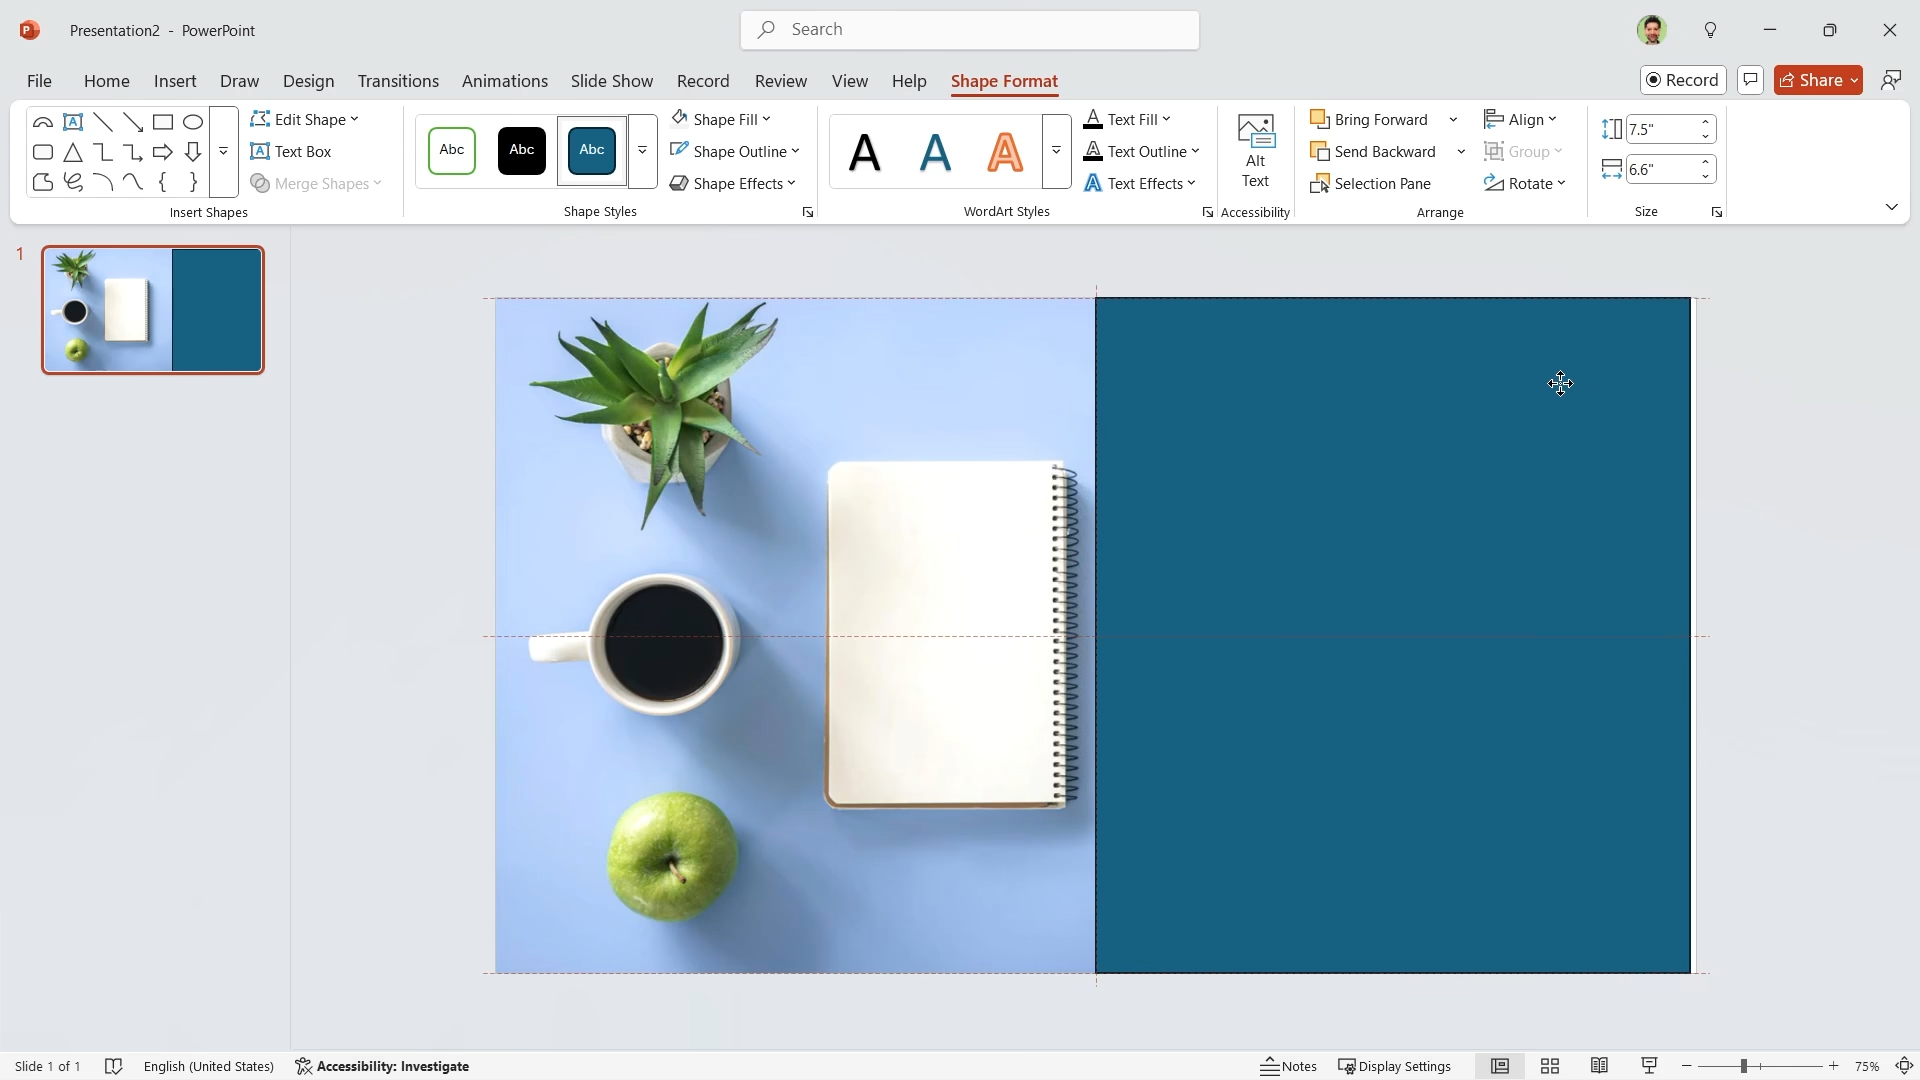 Presentation2 - PowerPoint
Search
File Home Insert Draw Design Transitions Animations Slide Show Record Review View Help Shape Format
Record Share
Edit Shape
Text Box
Merge Shapes
Insert Shapes
Abc Abc Abc
Shape Fill
Shape Outline
Shape Effects
Shape Styles
A A A
Text Fill
Text Outline
Text Effects
WordArt Styles
Alt
Text
Accessibility
Bring Forward
Send Backward
Selection Pane
Align
Group
Rotate
Arrange
7.5"
6.6"
Size
1
Slide 1 of 1 English (United States) Accessibility: Investigate Notes Display Settings 75%